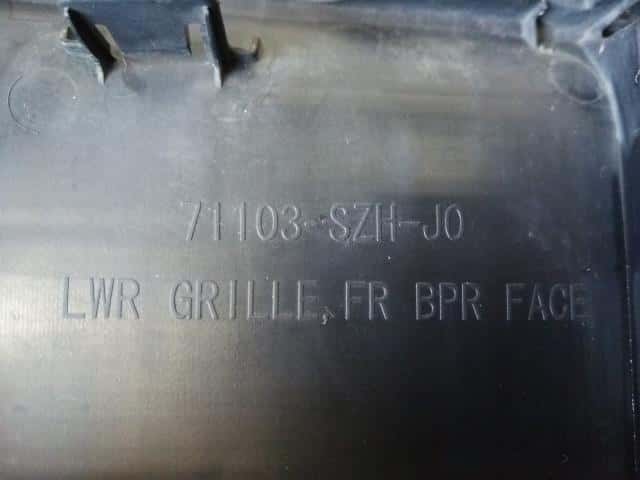 71103-SZH-J0
LWR GRILLE,FR BPR FACE